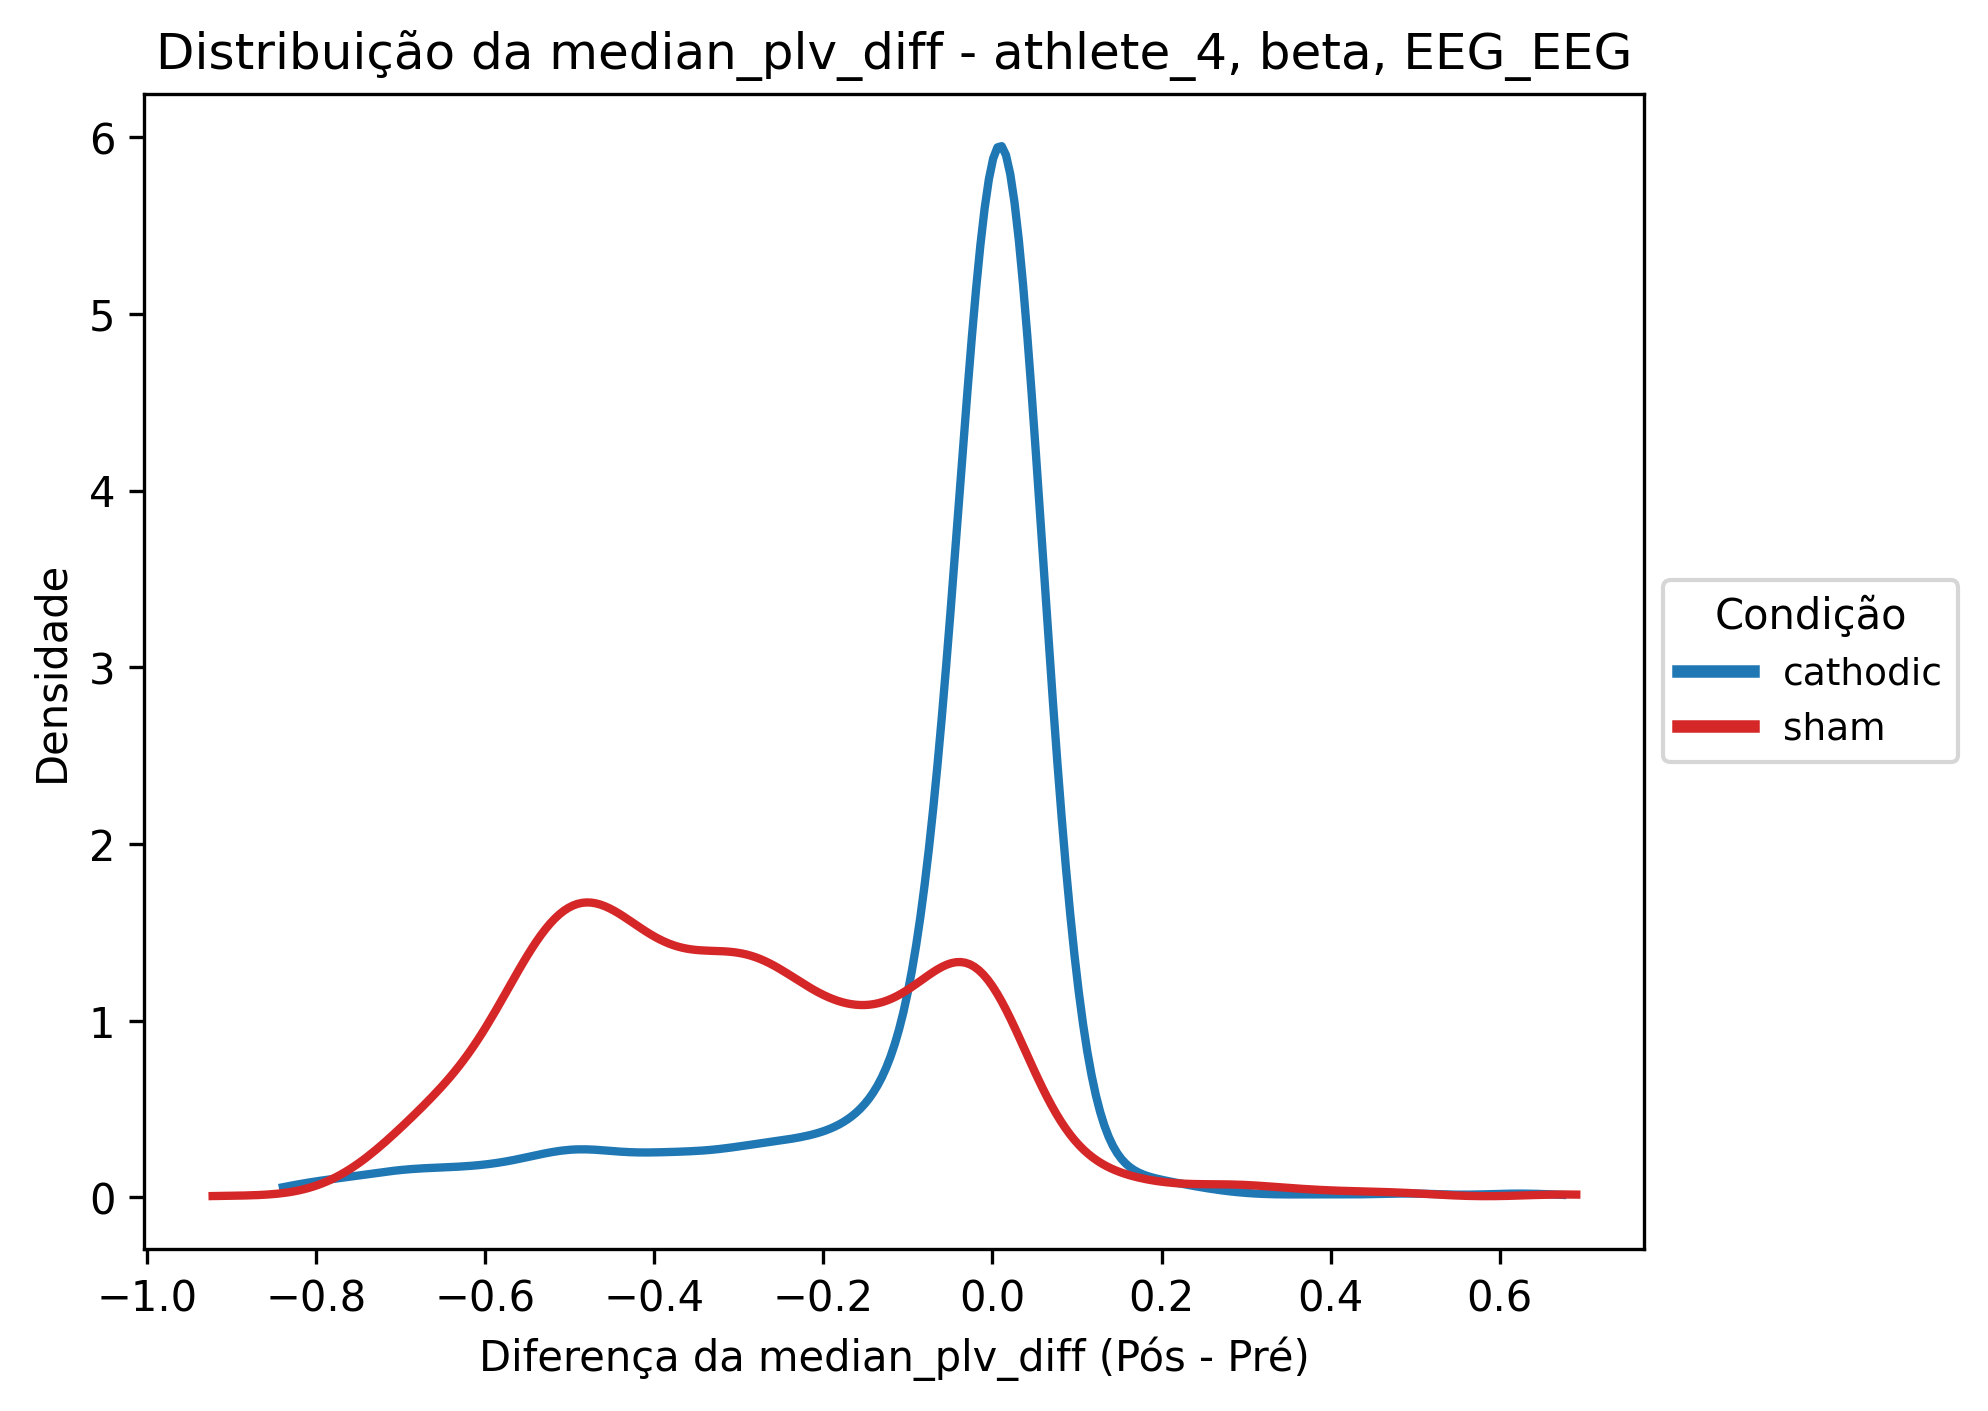 Distribuição da median_plv_diff - athlete_4, beta, EEG_EEG
Densidade
6
5
4
3
2
1
0
−1.0 −0.8 −0.6 −0.4 −0.2 0.0 0.2 0.4 0.6
Diferença da median_plv_diff (Pós - Pré)
Condição
cathodic
sham